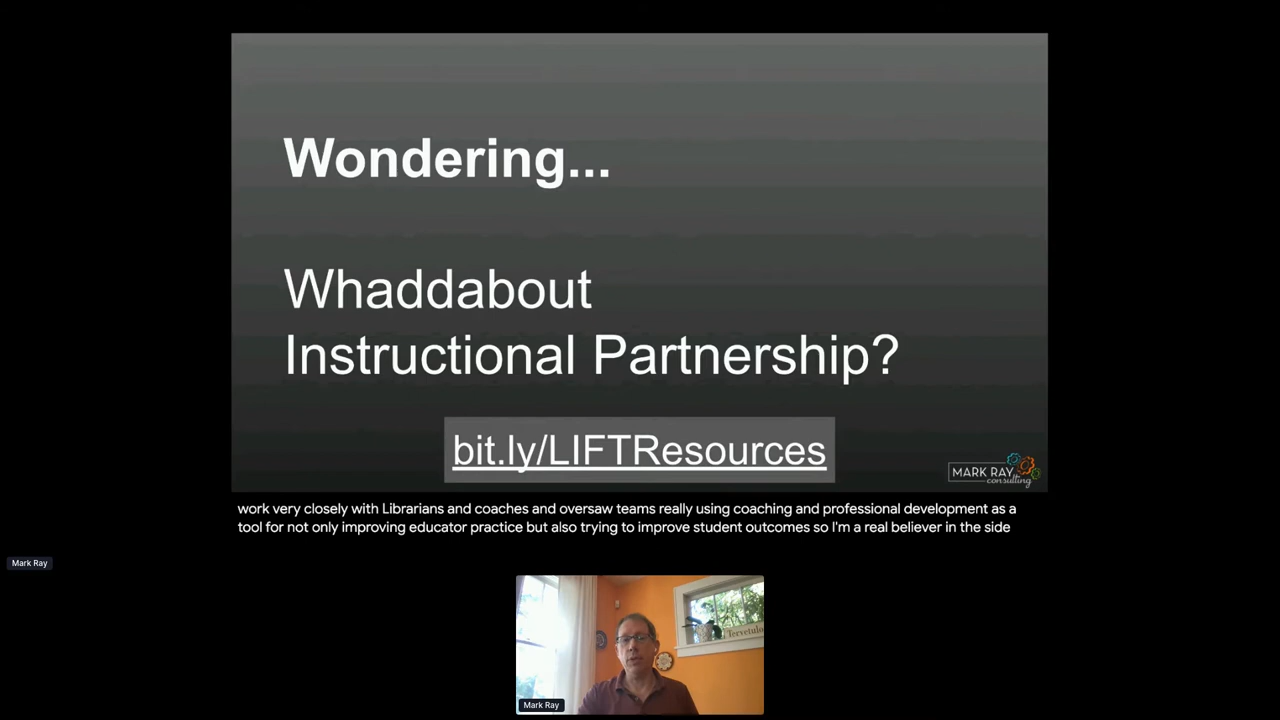 Wondering...
Whaddabout
Instructional Partnership?
bit.ly/LIFTResources
MARK RAY
consulting
work very closely with Librarians and coaches and oversaw teams really using coaching and professional development as a
tool for not only improving educator practice but also trying to improve student outcomes so I'm a real believer in the side
Mark Ray
Tervetulo
Mark Ray